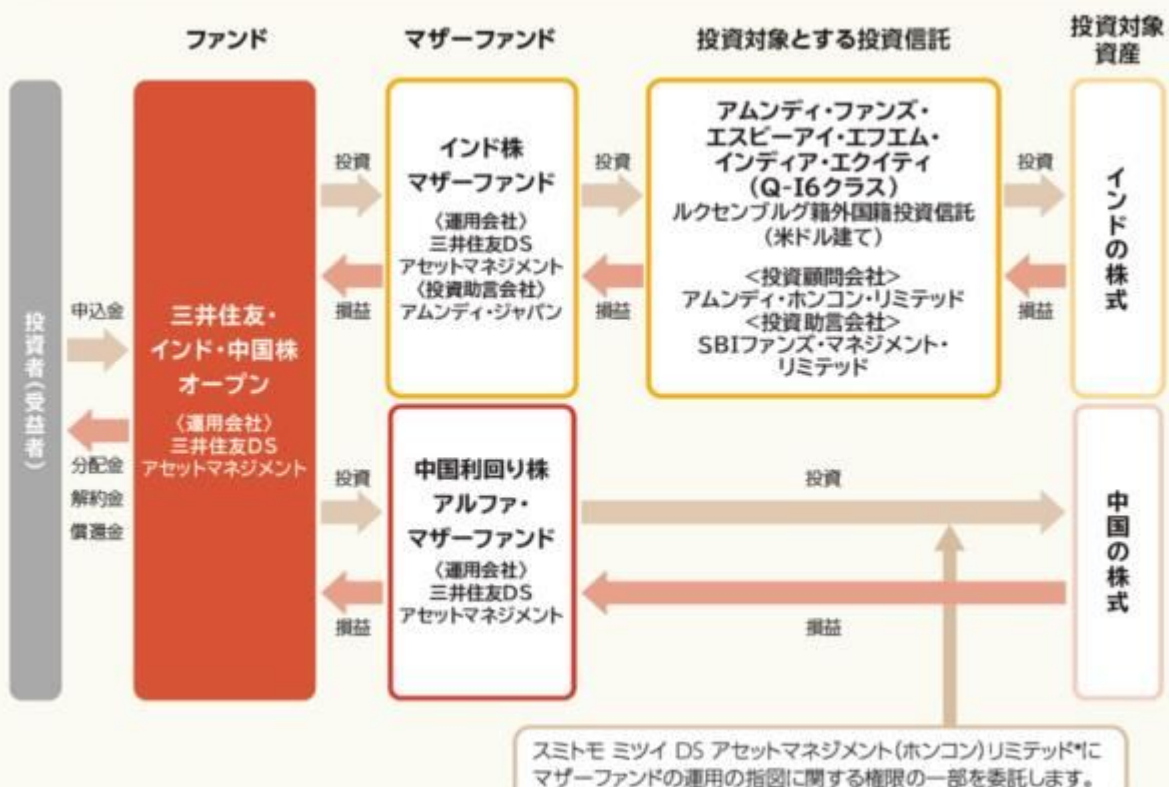 ファンド
マザーファンド
投資対象とする投資信託
投資対象
資産
投資者(受益者)
申込金
分配金
解約金
償還金
三井住友・
インド・中国株
オープン
〈運用会社〉
三井住友DS
アセットマネジメント
投資
損益
インド株
マザーファンド
〈運用会社〉
三井住友DS
アセットマネジメント
〈投資助言会社〉
アムンディ・ジャパン
投資
損益
アムンディ・ファンズ・
エスビーアイ・エフエム・
インディア・エクイティ
(Q-I6クラス)
ルクセンブルグ籍外国籍投資信託
(米ドル建て)
<投資顧問会社>
アムンディ・ホンコン・リミテッド
<投資助言会社>
SBIファンズ・マネジメント・
リミテッド
投資
損益
インドの株式
投資
損益
中国利回り株
アルファ・
マザーファンド
〈運用会社〉
三井住友DS
アセットマネジメント
投資
損益
中国の株式
スミトモ ミツイ DS アセットマネジメント(ホンコン)リミテッド*に
マザーファンドの運用の指図に関する権限の一部を委託します。